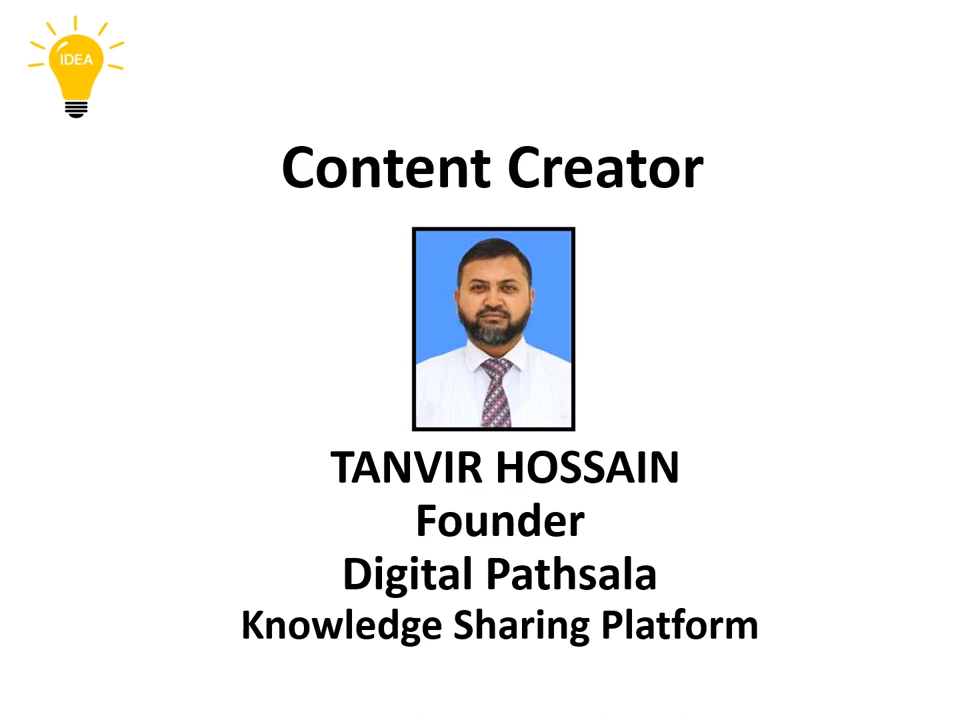 IDEA
Content Creator
TANVIR HOSSAIN
Founder
Digital Pathsala
Knowledge Sharing Platform